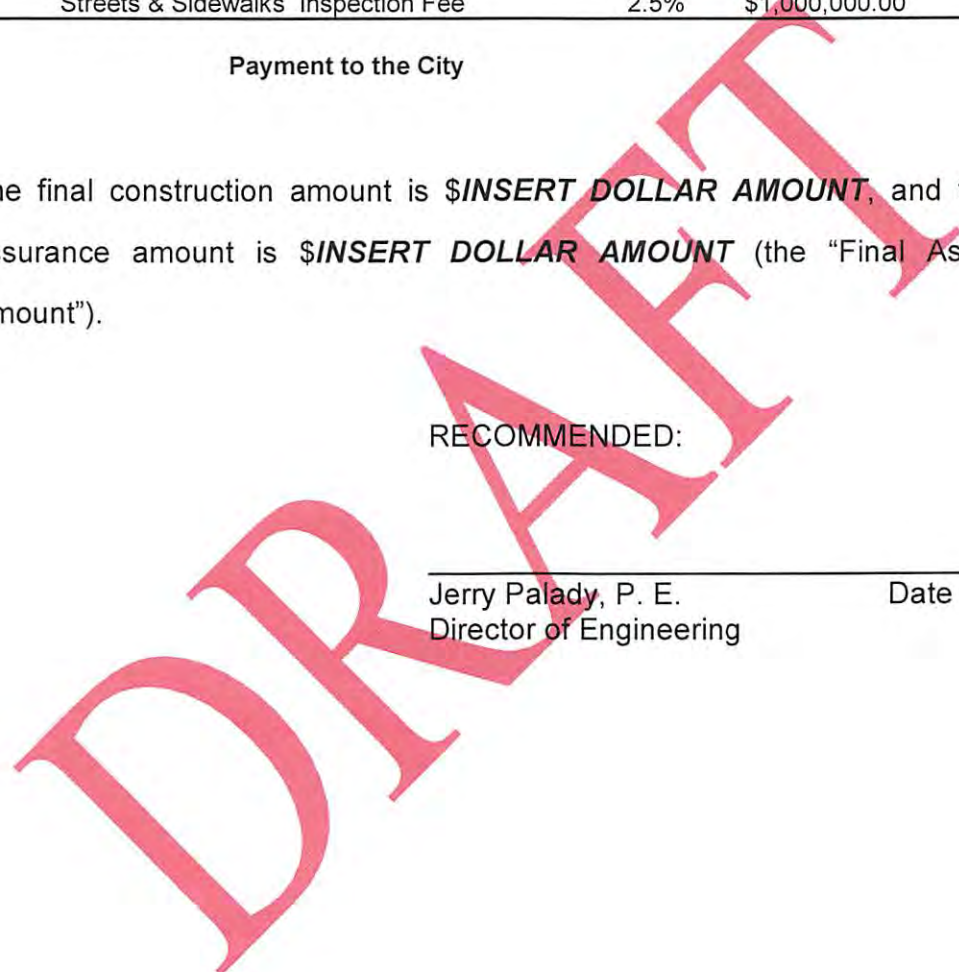 Streets & Sidewalks Inspection Fee 2.5% $1,000,000.00
Payment to the City
he final construction amount is $INSERT DOLLAR AMOUNT, and
ssurance amount is $INSERT DOLLAR AMOUNT (the “Final As
mount”).
RECOMMENDED:
Jerry Palady, P. E. Date
Director of Engineering
DRAFT